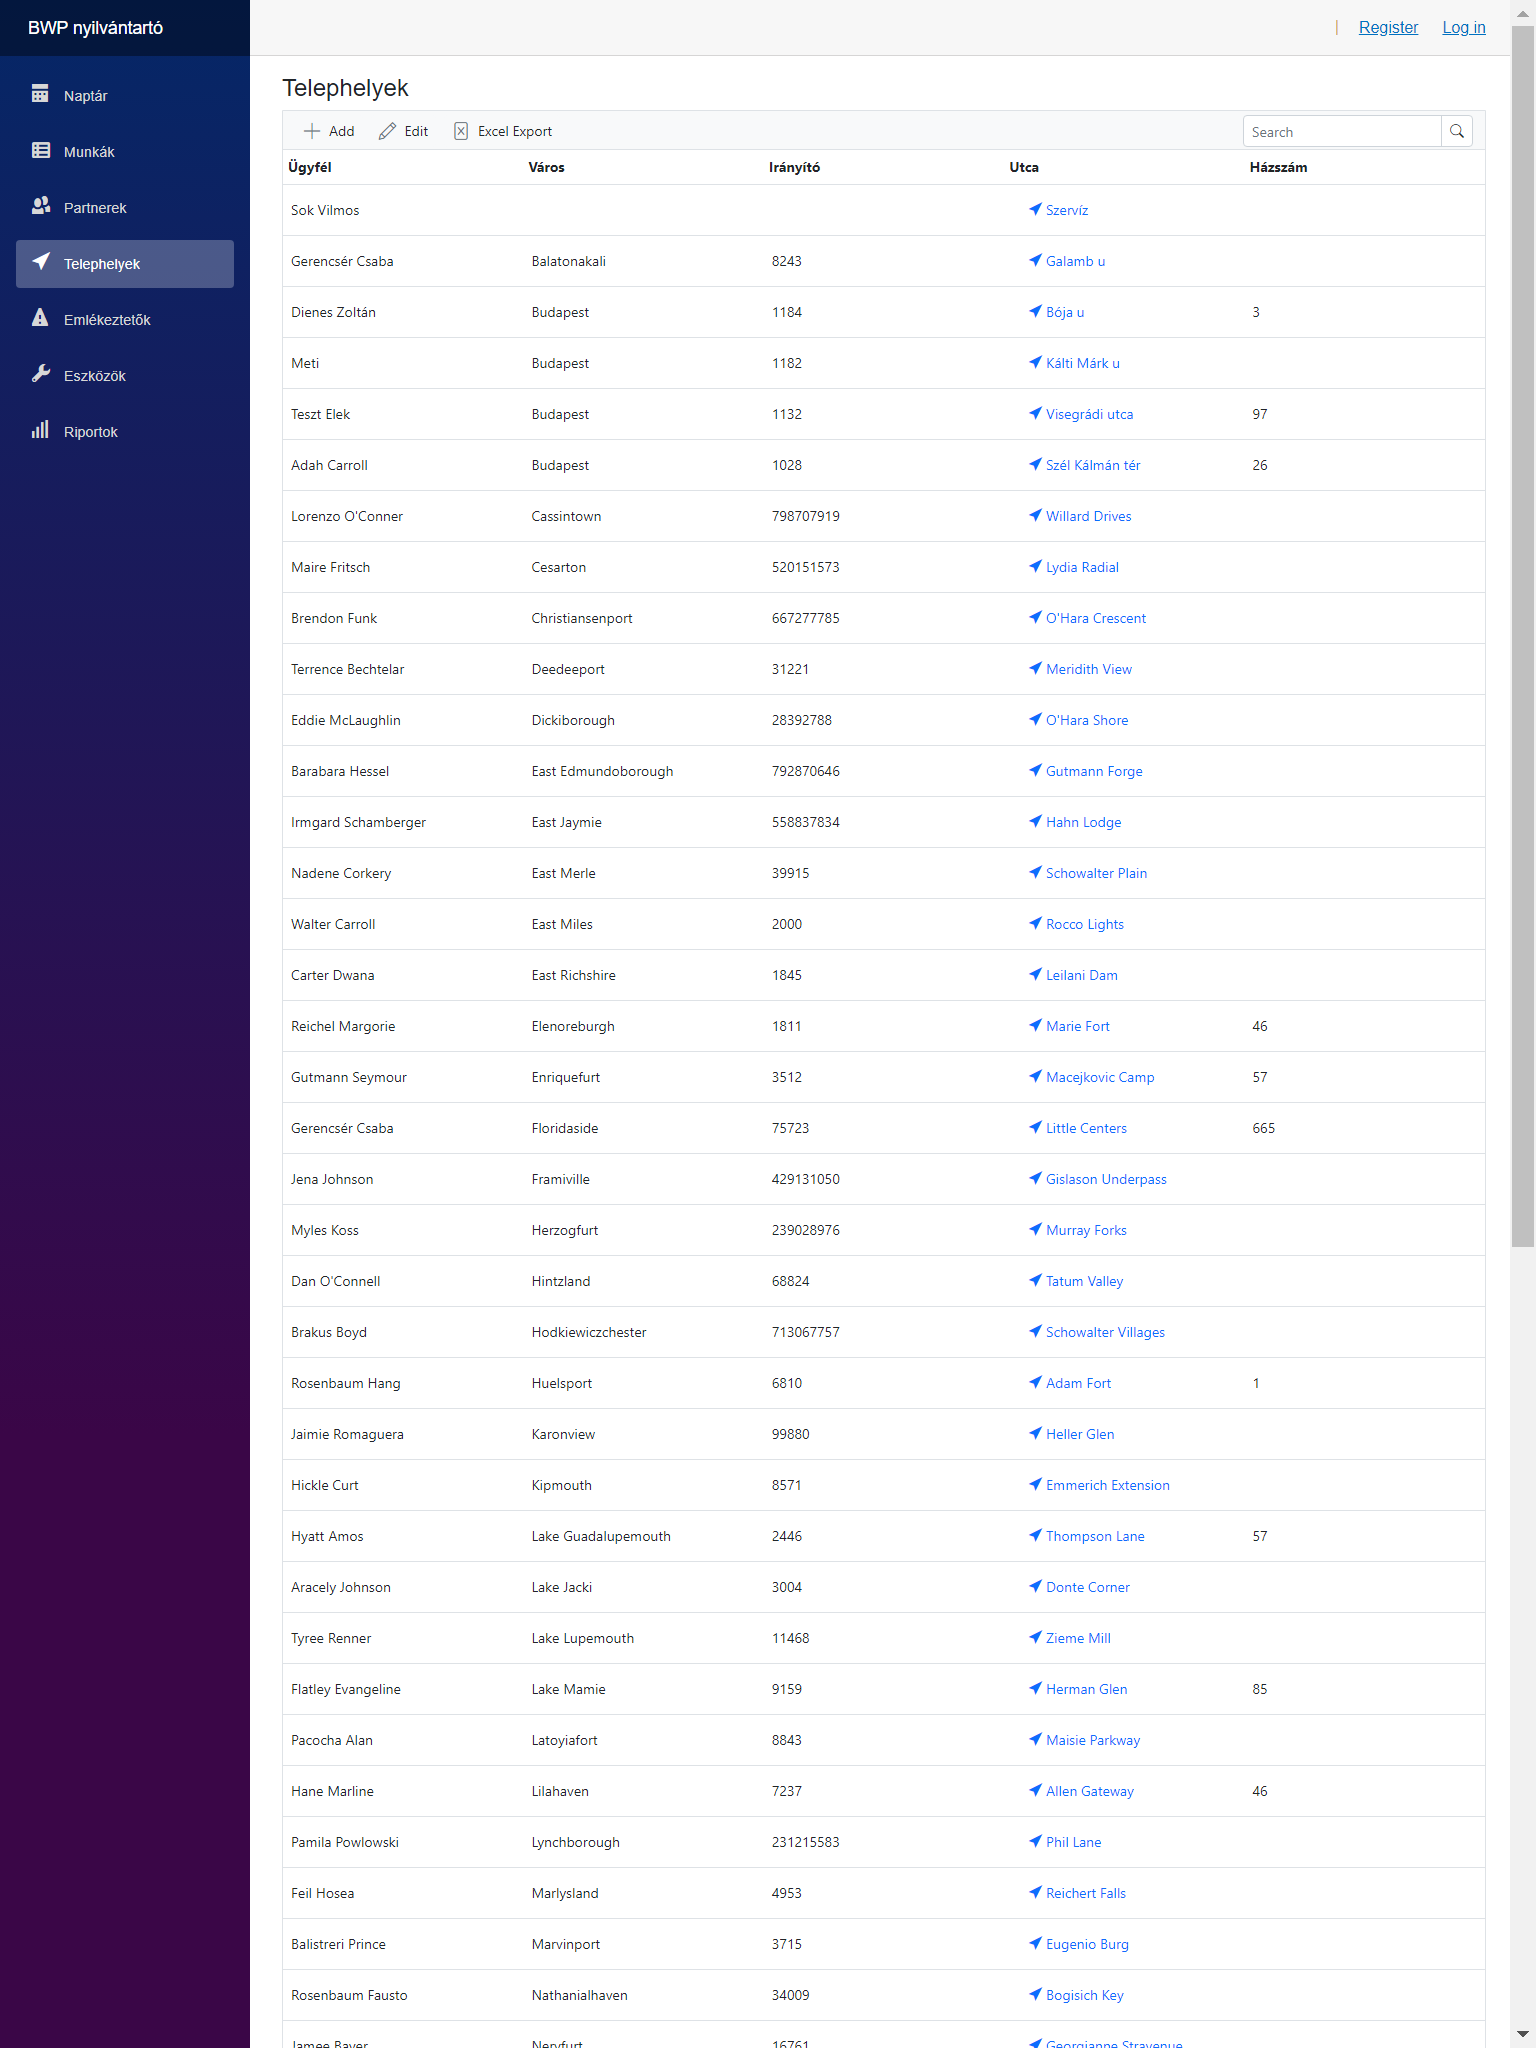 BWP nyilvántartó
| Register Log in
Naptár
Munkák
Partnerek
Telephelyek
Emlékeztetők
Eszközök
Riportok
Telephelyek
Add Edit Excel Export Search
Ügyfél Város Irányító Utca Házszám
Sok Vilmos Szervíz
Gerencsér Csaba Balatonakali 8243 Galamb u
Dienes Zoltán Budapest 1184 Bója u 3
Meti Budapest 1182 Kálti Márk u
Teszt Elek Budapest 1132 Visegrádi utca 97
Adah Carroll Budapest 1028 Szél Kálmán tér 26
Lorenzo O'Conner Cassintown 798707919 Willard Drives
Maire Fritsch Cesarton 520151573 Lydia Radial
Brendon Funk Christiansenport 667277785 O'Hara Crescent
Terrence Bechtelar Deedeeport 31221 Meridith View
Eddie McLaughlin Dickiborough 28392788 O'Hara Shore
Barabara Hessel East Edmundoborough 792870646 Gutmann Forge
Irmgard Schamberger East Jaymie 558837834 Hahn Lodge
Nadene Corkery East Merle 39915 Schowalter Plain
Walter Carroll East Miles 2000 Rocco Lights
Carter Dwana East Richshire 1845 Leilani Dam
Reichel Margorie Elenoreburgh 1811 Marie Fort 46
Gutmann Seymour Enriquefurt 3512 Macejkovic Camp 57
Gerencsér Csaba Floridaside 75723 Little Centers 665
Jena Johnson Framiville 429131050 Gislason Underpass
Myles Koss Herzogfurt 239028976 Murray Forks
Dan O'Connell Hintzland 68824 Tatum Valley
Brakus Boyd Hodkiewiczchester 713067757 Schowalter Villages
Rosenbaum Hang Huelsport 6810 Adam Fort 1
Jaimie Romaguera Karonview 99880 Heller Glen
Hickle Curt Kipmouth 8571 Emmerich Extension
Hyatt Amos Lake Guadalupemouth 2446 Thompson Lane 57
Aracely Johnson Lake Jacki 3004 Donte Corner
Tyree Renner Lake Lupemouth 11468 Zieme Mill
Flatley Evangeline Lake Mamie 9159 Herman Glen 85
Pacocha Alan Latoyiafort 8843 Maisie Parkway
Hane Marline Lilahaven 7237 Allen Gateway 46
Pamila Powlowski Lynchborough 231215583 Phil Lane
Feil Hosea Marlysland 4953 Reichert Falls
Balistreri Prince Marvinport 3715 Eugenio Burg
Rosenbaum Fausto Nathanialhaven 34009 Bogisich Key
Jamee Bayer 16761 Georgianne Stravenue